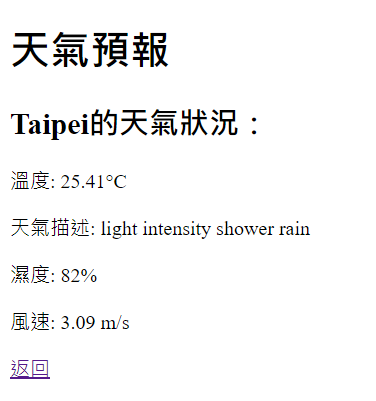 天氣預報
Taipei的天氣狀況：
溫度: 25.41°C
天氣描述: light intensity shower rain
濕度: 82%
風速: 3.09 m/s
返回